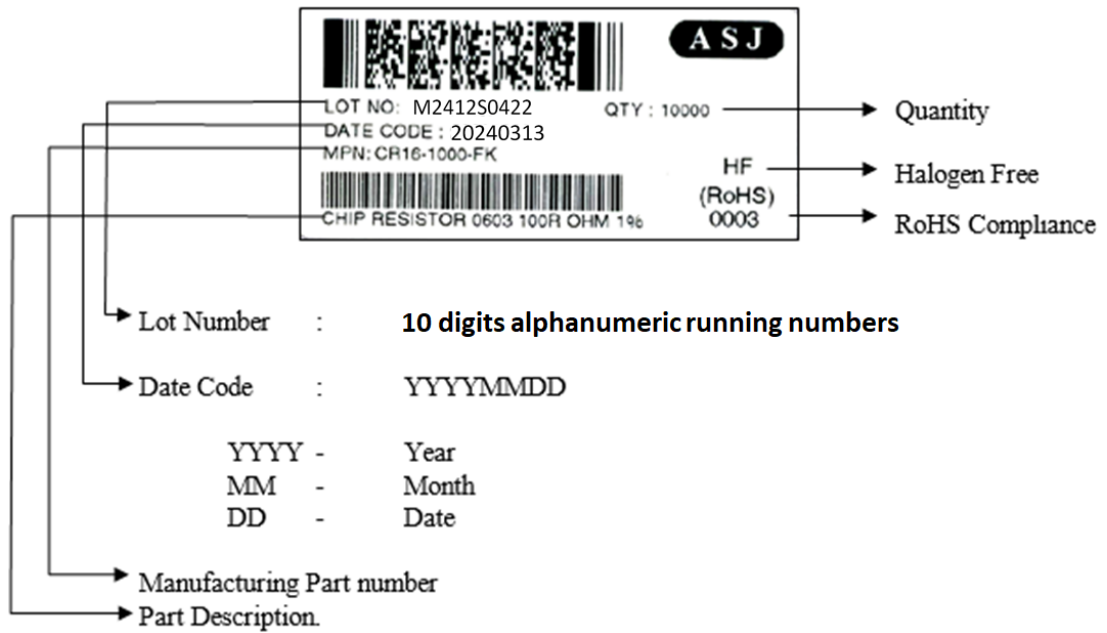 ASJ
LOT NO: M2412S0422
QTY : 10000
Quantity
DATE CODE : 20240313
MPN: CR16-1000-FK
HF
Halogen Free
(RoHS)
CHIP RESISTOR 0603 100R OHM 1%
0003
RoHS Compliance
Lot Number : 10 digits alphanumeric running numbers
Date Code : YYYYMMDD
YYYY - Year
MM - Month
DD - Date
Manufacturing Part number
Part Description.